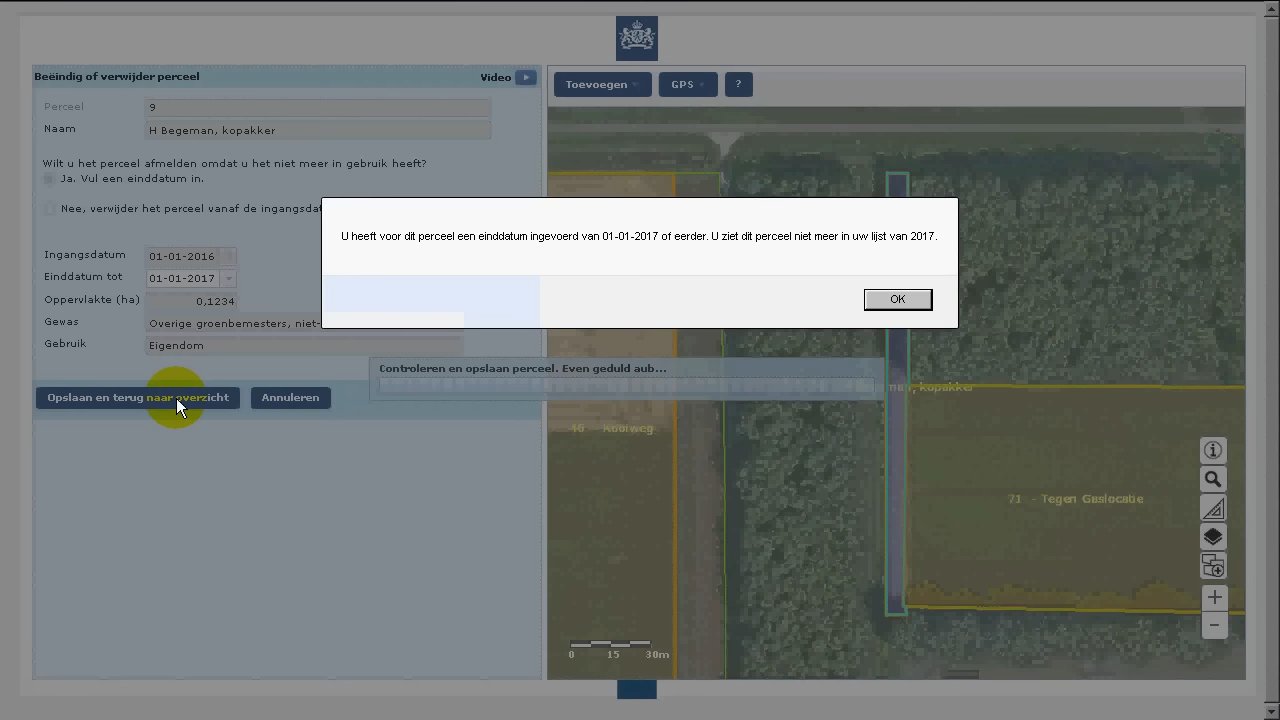 Beëindig of verwijder perceel
Video
Perceel
9
Naam
H Begeman, kopakker
Wilt u het perceel afmelden omdat u het niet meer in gebruik heeft?
Ja. Vul een einddatum in.
Nee, verwijder het perceel vanaf de ingangsdat
Ingangsdatum
01-01-2016
Einddatum tot
01-01-2017
Oppervlakte (ha)
0,1234
Gewas
Overige groenbemesters, niet-
Gebruik
Eigendom
Opslaan en terug naar overzicht
Annuleren
Toevoegen
GPS
?
U heeft voor dit perceel een einddatum ingevoerd van 01-01-2017 of eerder. U ziet dit perceel niet meer in uw lijst van 2017.
OK
Controleren en opslaan perceel. Even geduld aub...
kopakker
Kooiweg
71 - Tegen Gaslocatie
0 15 30m